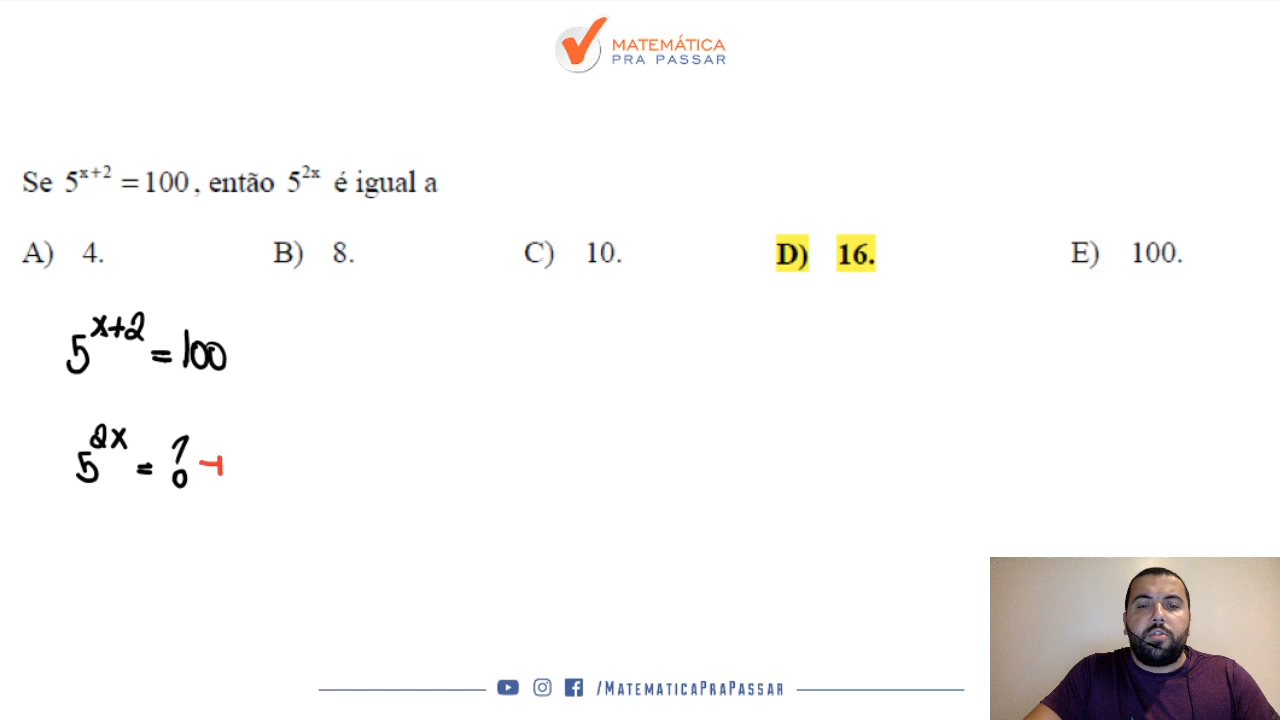 MATEMÁTICA
PRA PASSAR
Se 5^{x+2} = 100, então 5^{2x} é igual a
A) 4. B) 8. C) 10. D) 16. E) 100.
5^{x+2} = 100
5^{2x} = ?
/MATEMATICAPRAPASSAR